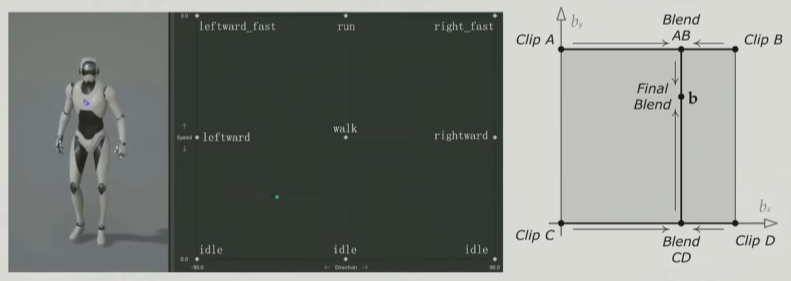 3.0
leftward_fast
run
right_fast
Speed
leftward
walk
rightward
idle
idle
idle
0.0
-90.0
Direction
90.0
b_y
Blend
AB
Clip A
Clip B
Final
Blend
b
b_x
Clip C
Blend
CD
Clip D